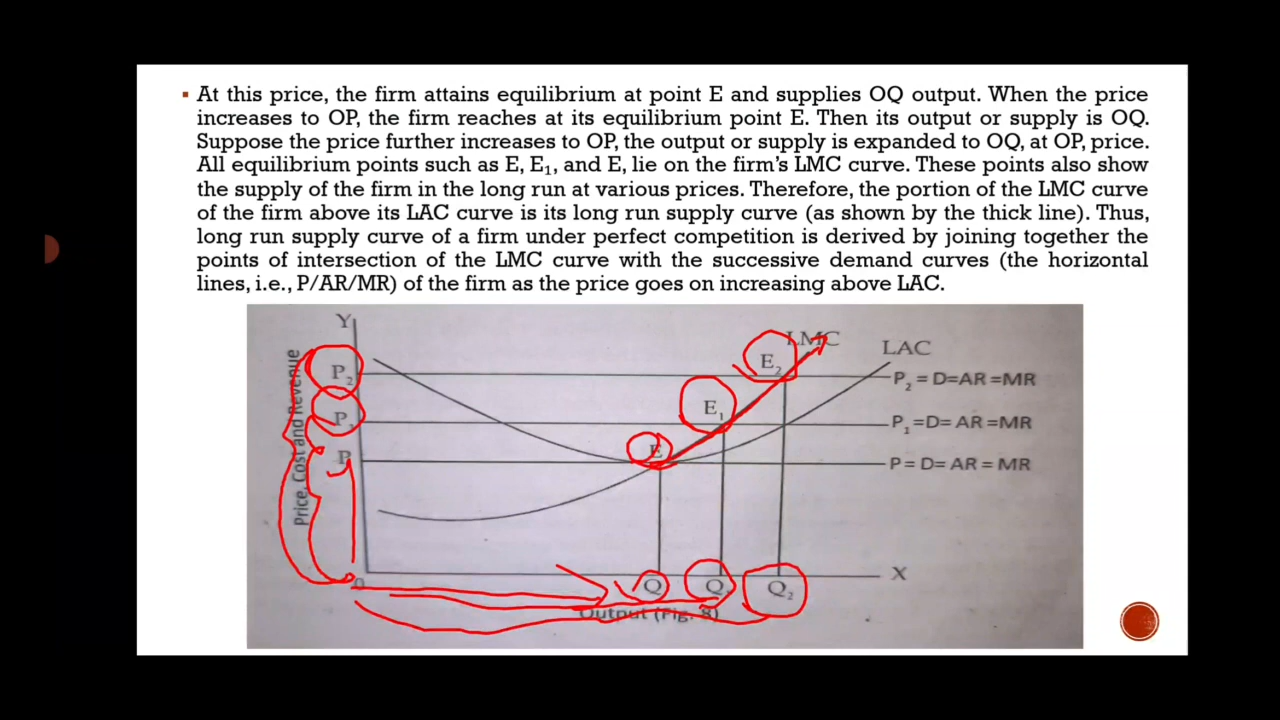 ▪ At this price, the firm attains equilibrium at point E and supplies OQ output. When the price
increases to OP, the firm reaches at its equilibrium point E. Then its output or supply is OQ.
Suppose the price further increases to OP, the output or supply is expanded to OQ, at OP, price.
All equilibrium points such as E, E₁, and E, lie on the firm’s LMC curve. These points also show
the supply of the firm in the long run at various prices. Therefore, the portion of the LMC curve
of the firm above its LAC curve is its long run supply curve (as shown by the thick line). Thus,
long run supply curve of a firm under perfect competition is derived by joining together the
points of intersection of the LMC curve with the successive demand curves (the horizontal
lines, i.e., P/AR/MR) of the firm as the price goes on increasing above LAC.
Y
LMC
LAC
Price, Cost and Revenue
P₂
E₂
P₂ = D=AR =MR
P₁
E₁
P₁ =D= AR =MR
P
E
P = D= AR = MR
0
Q
Q₁
Q₂
X
Output (Fig. 8)